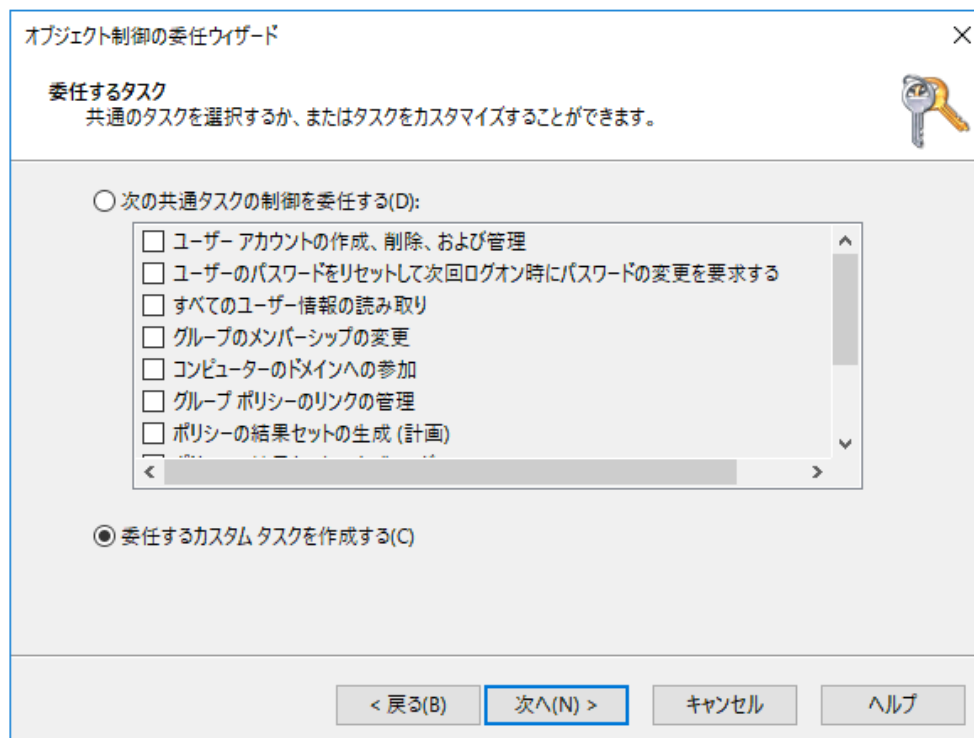 オブジェクト制御の委任ウィザード
委任するタスク
共通のタスクを選択するか、またはタスクをカスタマイズすることができます。
次の共通タスクの制御を委任する(D):
ユーザー アカウントの作成、削除、および管理
ユーザーのパスワードをリセットして次回ログオン時にパスワードの変更を要求する
すべてのユーザー情報の読み取り
グループのメンバーシップの変更
コンピューターのドメインへの参加
グループ ポリシーのリンクの管理
ポリシーの結果セットの生成 (計画)
委任するカスタム タスクを作成する(C)
< 戻る(B)
次へ(N) >
キャンセル
ヘルプ